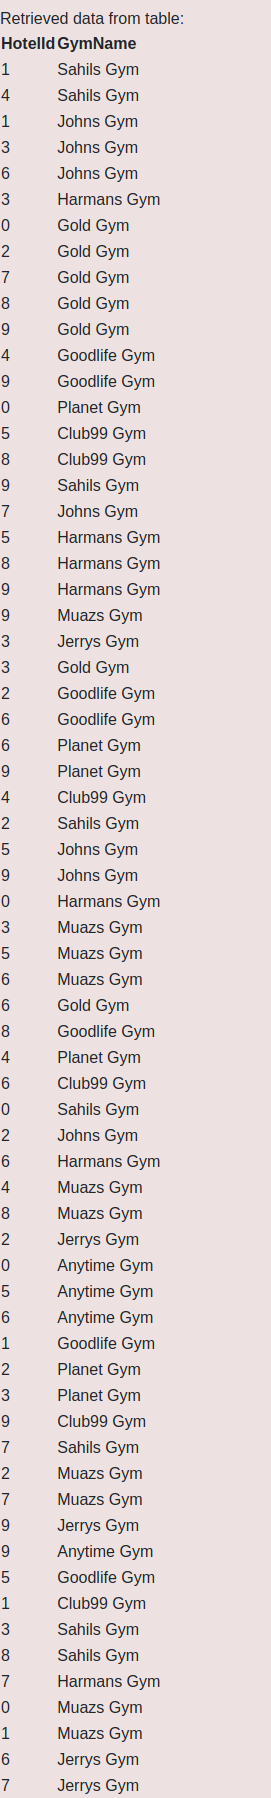 Retrieved data from table:
HotelId GymName
1 Sahils Gym
4 Sahils Gym
1 Johns Gym
3 Johns Gym
6 Johns Gym
3 Harmans Gym
0 Gold Gym
2 Gold Gym
7 Gold Gym
8 Gold Gym
9 Gold Gym
4 Goodlife Gym
9 Goodlife Gym
0 Planet Gym
5 Club99 Gym
8 Club99 Gym
9 Sahils Gym
7 Johns Gym
5 Harmans Gym
8 Harmans Gym
9 Harmans Gym
9 Muazs Gym
3 Jerrys Gym
3 Gold Gym
2 Goodlife Gym
6 Goodlife Gym
6 Planet Gym
9 Planet Gym
4 Club99 Gym
2 Sahils Gym
5 Johns Gym
9 Johns Gym
0 Harmans Gym
3 Muazs Gym
5 Muazs Gym
6 Muazs Gym
6 Gold Gym
8 Goodlife Gym
4 Planet Gym
6 Club99 Gym
0 Sahils Gym
2 Johns Gym
6 Harmans Gym
4 Muazs Gym
8 Muazs Gym
2 Jerrys Gym
0 Anytime Gym
5 Anytime Gym
6 Anytime Gym
1 Goodlife Gym
2 Planet Gym
3 Planet Gym
9 Club99 Gym
7 Sahils Gym
2 Muazs Gym
7 Muazs Gym
9 Jerrys Gym
9 Anytime Gym
5 Goodlife Gym
1 Club99 Gym
3 Sahils Gym
8 Sahils Gym
7 Harmans Gym
0 Muazs Gym
1 Muazs Gym
6 Jerrys Gym
7 Jerrys Gym